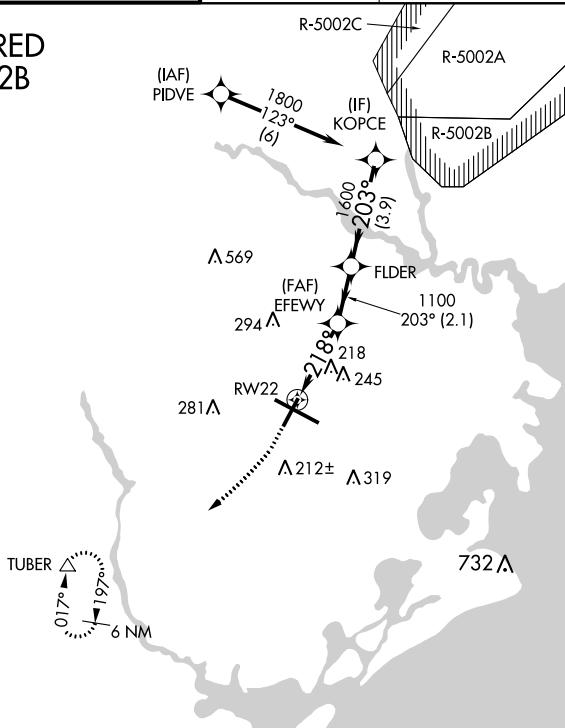 RED
2B
R-5002C
R-5002A
R-5002B
(IAF)
PIDVE
1800
123°
(6)
(IF)
KOPCE
1600
203°
(3.9)
569
FLDER
(FAF)
EFEWY
1100
203° (2.1)
294
218°
218
245
RW22
281
212±
319
TUBER
017°
197°
6 NM
732